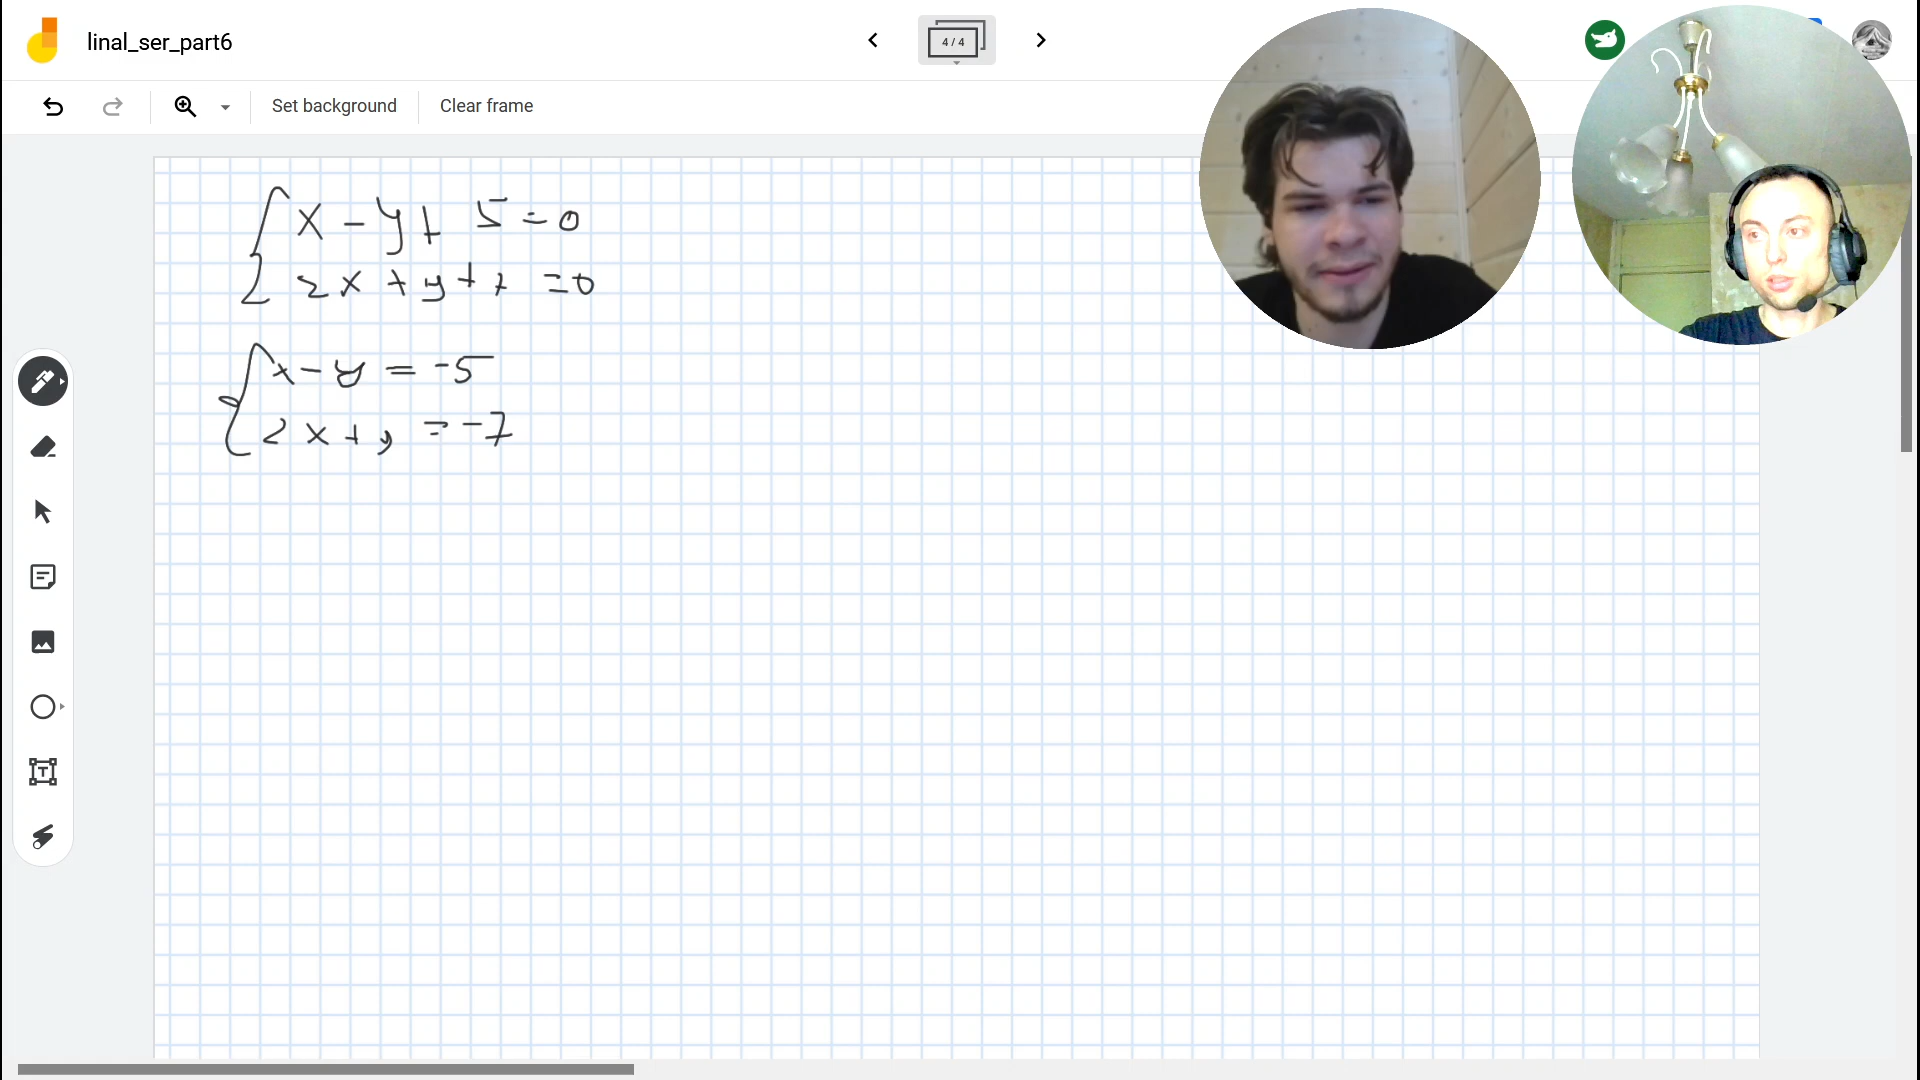 linal_ser_part6
4 / 4
Set background
Clear frame
x - y + 5 = 0
2x + y + 7 = 0
x - y = -5
2x + y = -7